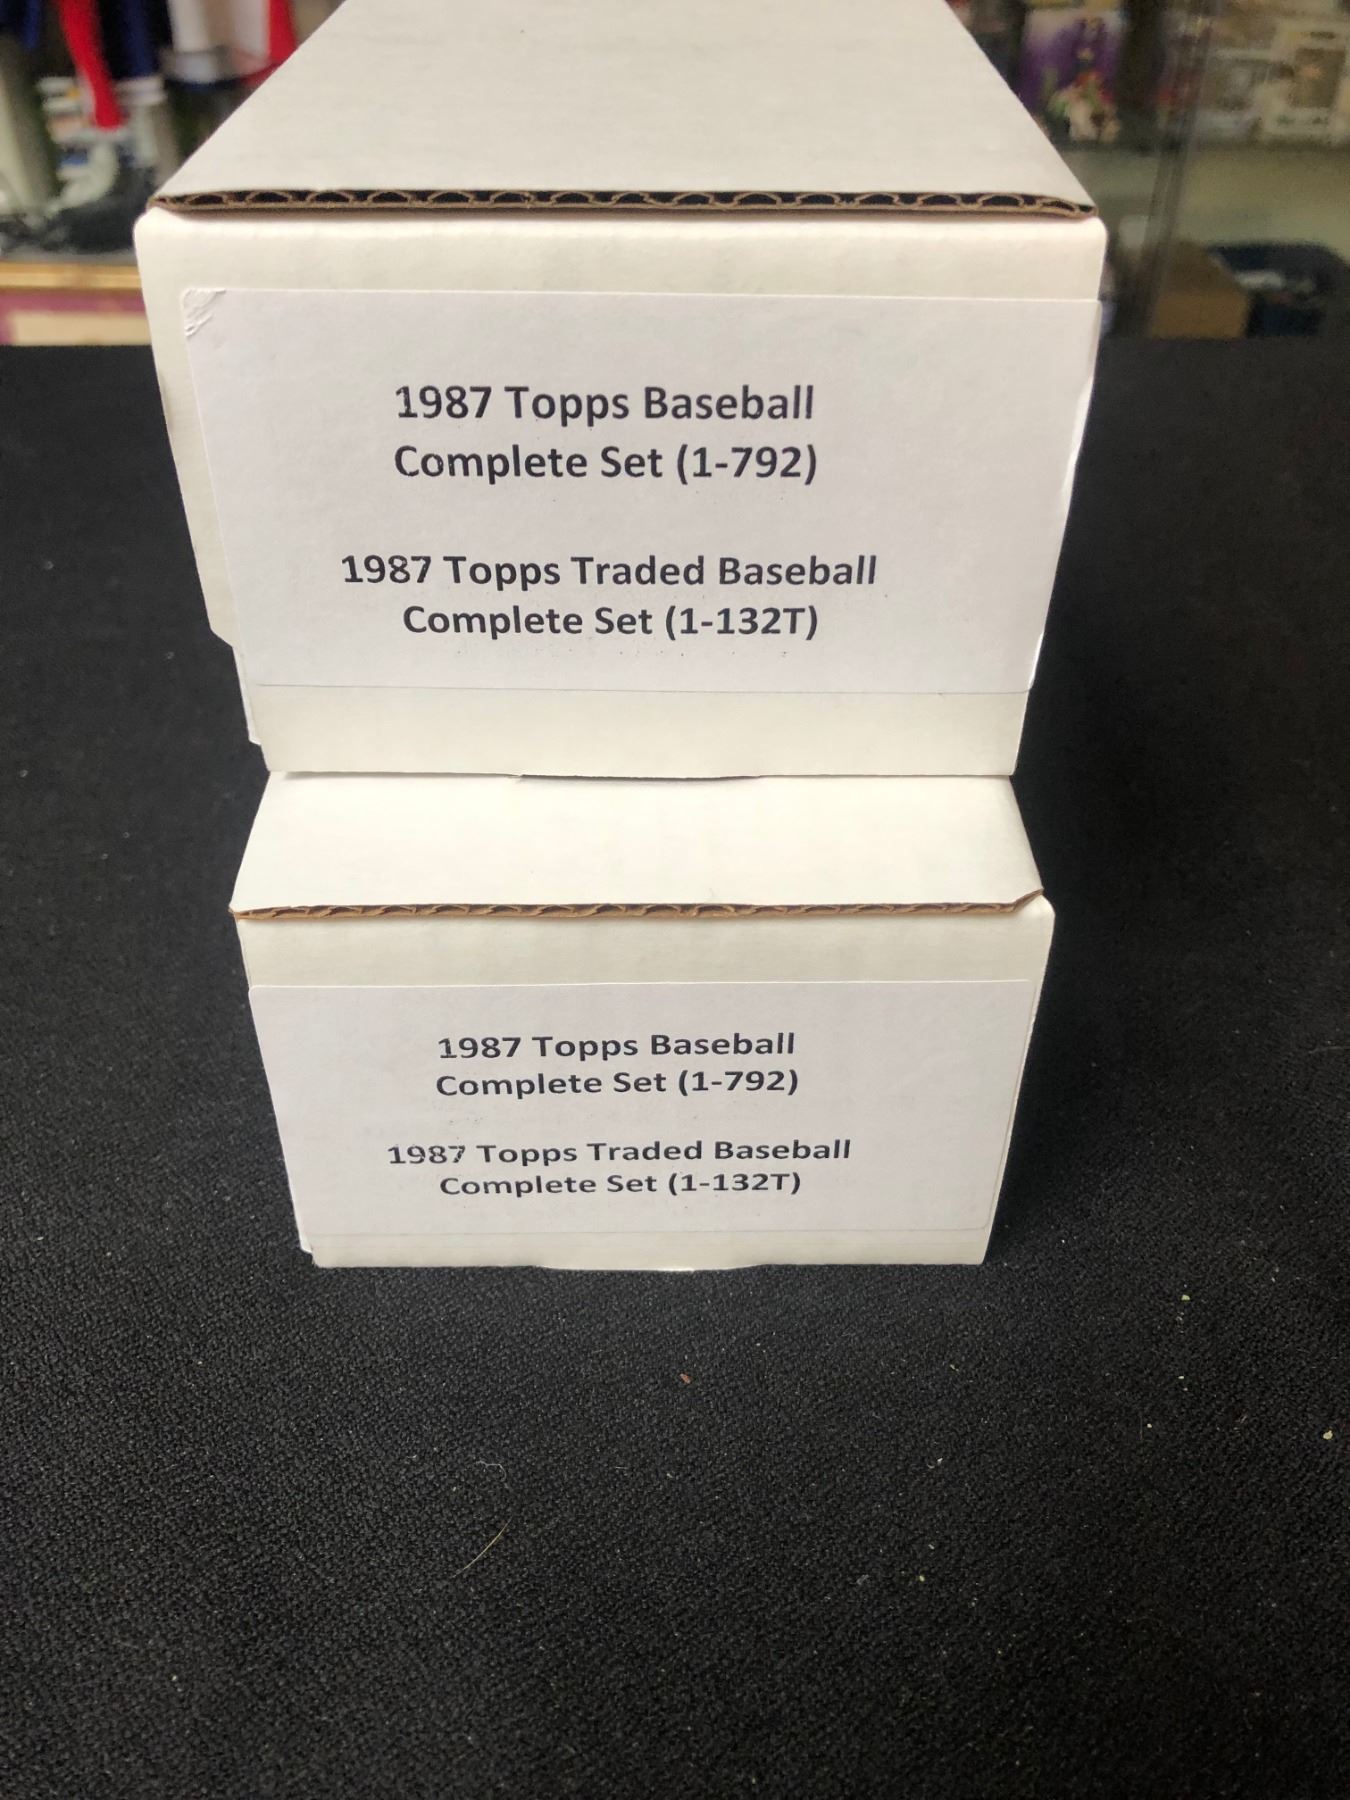 1987 Topps Baseball
Complete Set (1-792)
1987 Topps Traded Baseball
Complete Set (1-132T)
1987 Topps Baseball
Complete Set (1-792)
1987 Topps Traded Baseball
Complete Set (1-132T)